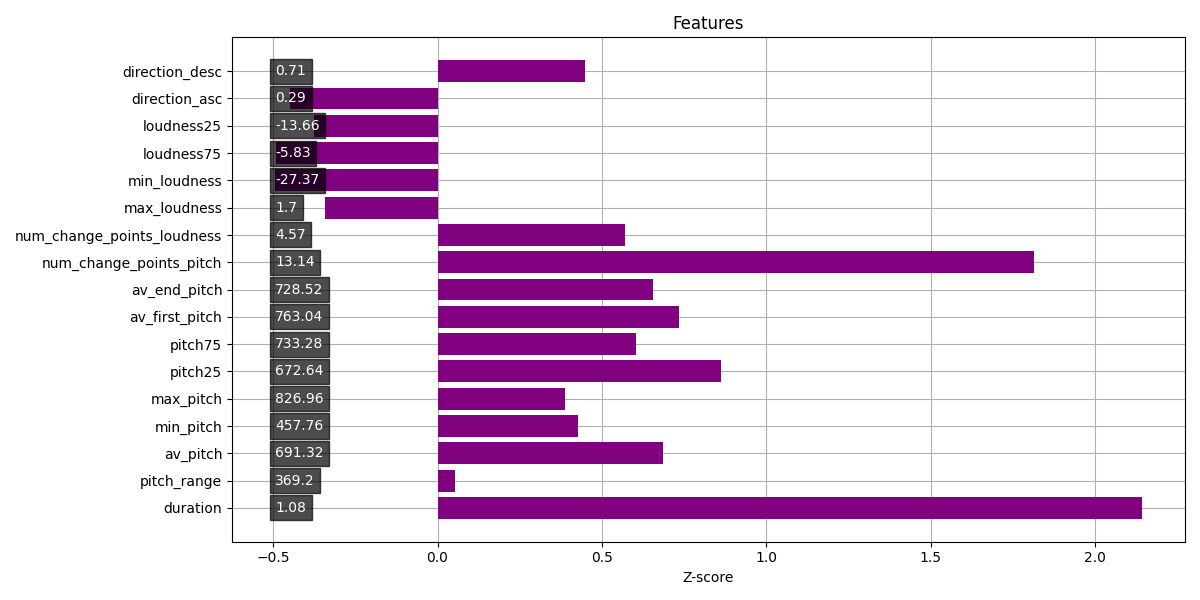 Features
direction_desc 0.71
direction_asc 0.29
loudness25 -13.66
loudness75 -5.83
min_loudness -27.37
max_loudness 1.7
num_change_points_loudness 4.57
num_change_points_pitch 13.14
av_end_pitch 728.52
av_first_pitch 763.04
pitch75 733.28
pitch25 672.64
max_pitch 826.96
min_pitch 457.76
av_pitch 691.32
pitch_range 369.2
duration 1.08
−0.5 0.0 0.5 1.0 1.5 2.0
Z-score